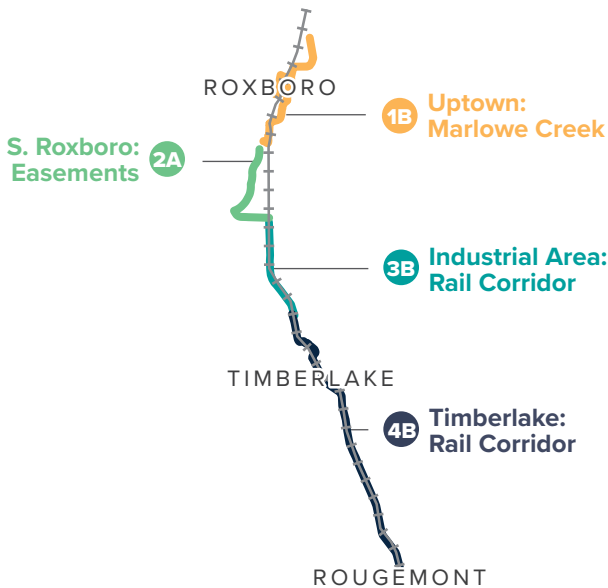 ROXBORO
1B
Uptown:
Marlowe Creek
S. Roxboro:
Easements
2A
3B
Industrial Area:
Rail Corridor
TIMBERLAKE
4B
Timberlake:
Rail Corridor
ROUGEMONT